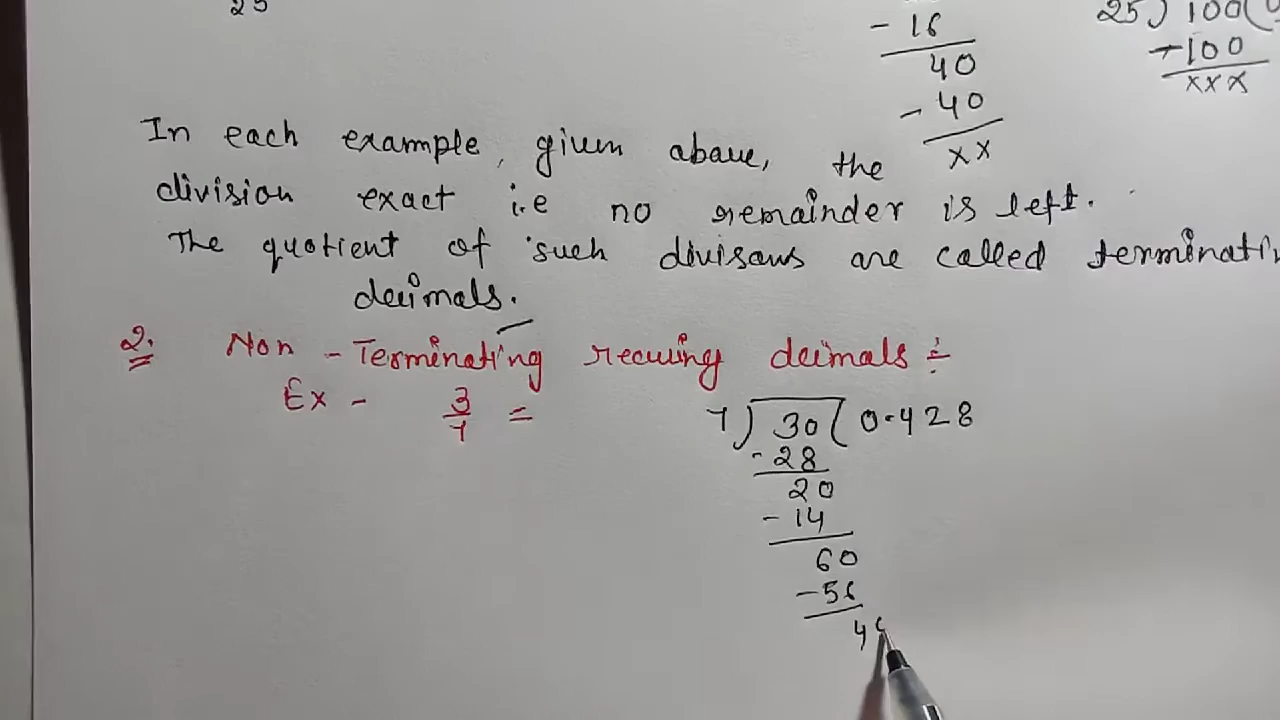 25
- 16
40
- 40
xx
25) 100(
-100
xxx
In each example, given above, the
division exact i.e no remainder is left.
The quotient of such divisons are called terminati
decimals.
2. Non - Terminating recuring decimals ÷
Ex - 3/7 =
7) 30 ( 0.428
-28
20
- 14
60
-56
4